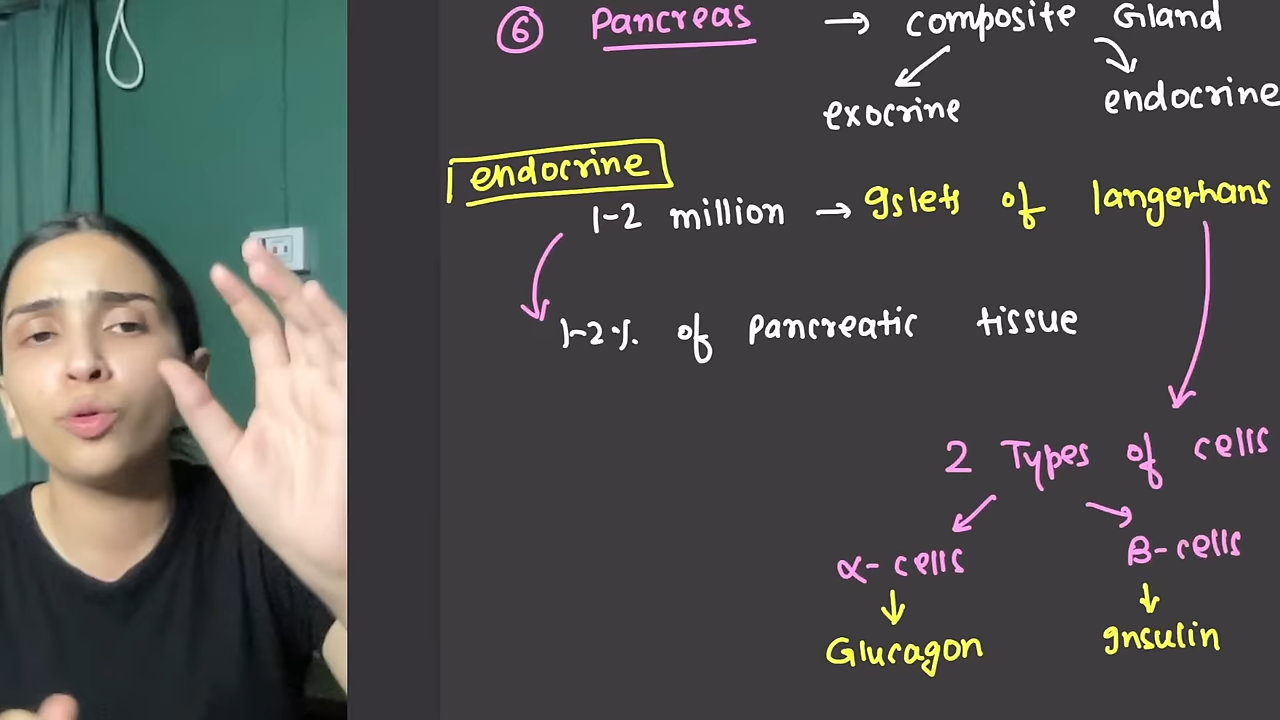 ⑥ Pancreas → composite Gland
exocrine endocrine
endocrine
1-2 million → Islets of langerhans
1-2%. of pancreatic tissue
2 Types of cells
α- cells β- cells
Glucagon Insulin